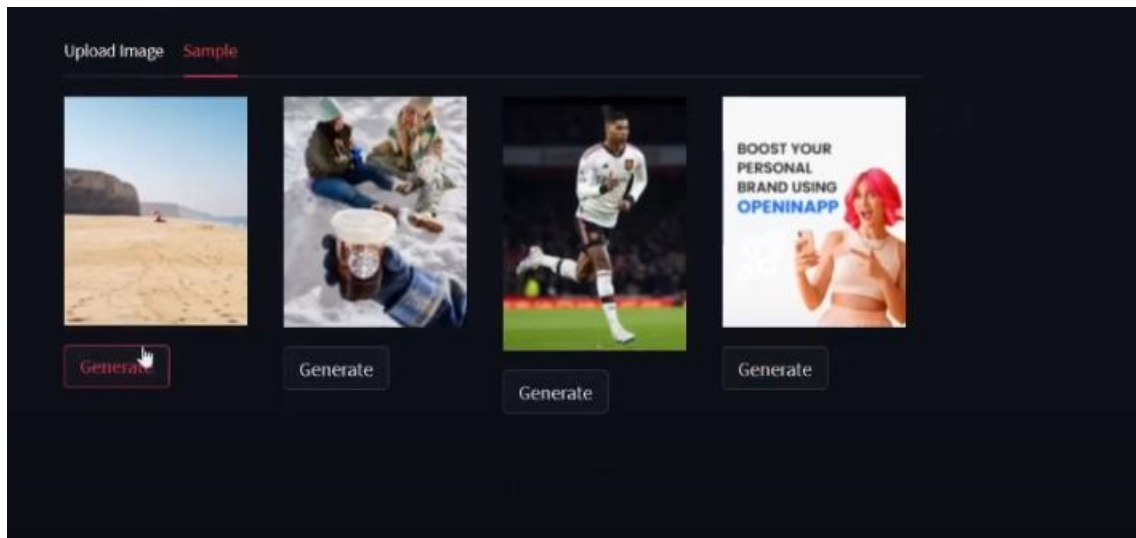 Upload Image Sample
BOOST YOUR
PERSONAL
BRAND USING
OPENINAPP
Generate
Generate
Generate
Generate